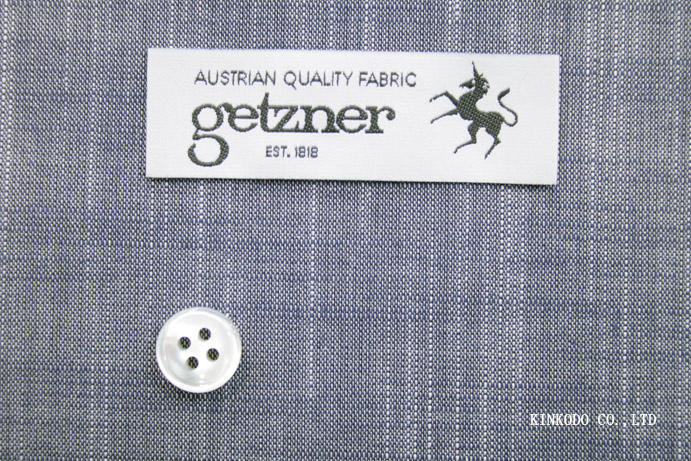 AUSTRIAN QUALITY FABRIC
getzner
EST. 1818
KINKODO CO.,LTD